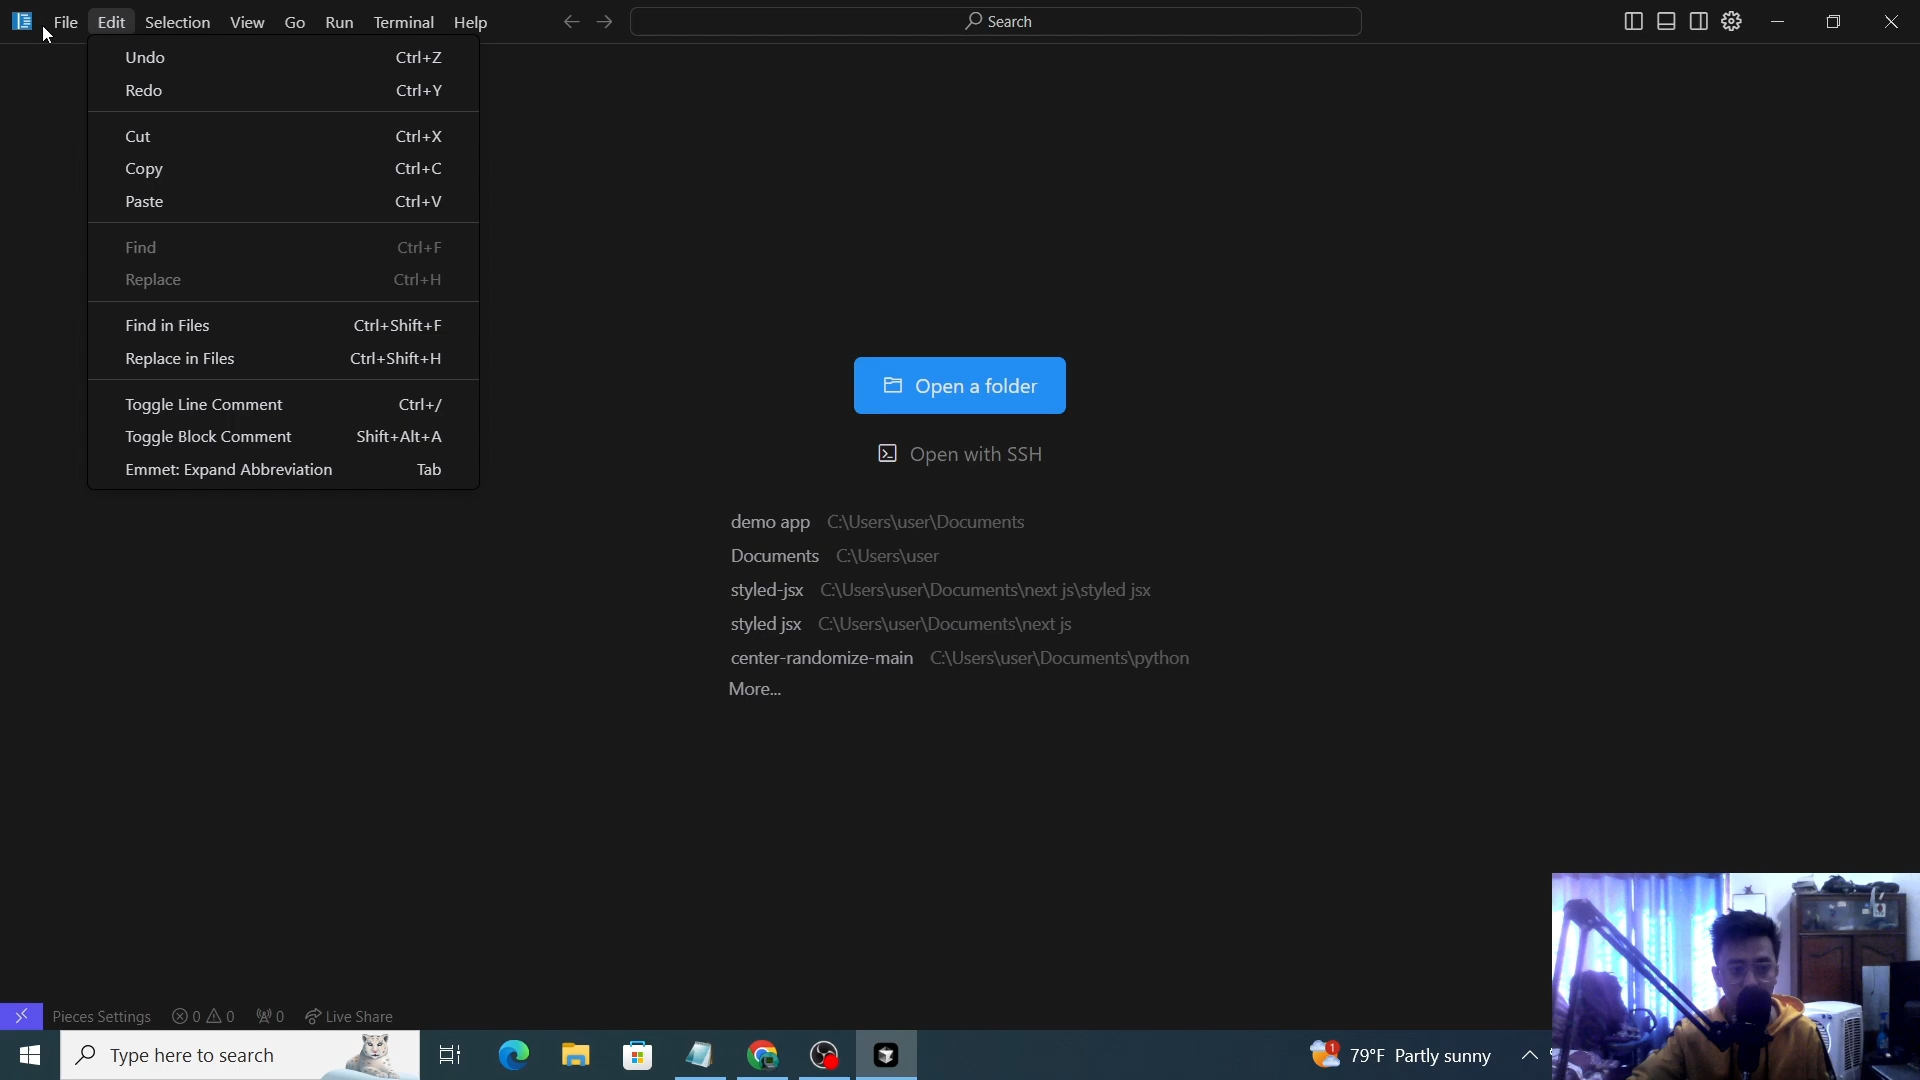 File Edit Selection View Go Run Terminal Help
Search
Undo Ctrl+Z
Redo Ctrl+Y
Cut Ctrl+X
Copy Ctrl+C
Paste Ctrl+V
Find Ctrl+F
Replace Ctrl+H
Find in Files Ctrl+Shift+F
Replace in Files Ctrl+Shift+H
Toggle Line Comment Ctrl+/
Toggle Block Comment Shift+Alt+A
Emmet: Expand Abbreviation Tab
Open a folder
Open with SSH
demo app C:\Users\user\Documents
Documents C:\Users\user
styled-jsx C:\Users\user\Documents\next js\styled jsx
styled jsx C:\Users\user\Documents\next js
center-randomize-main C:\Users\user\Documents\python
More...
Pieces Settings 0 0 0 Live Share
Type here to search
1 79°F Partly sunny